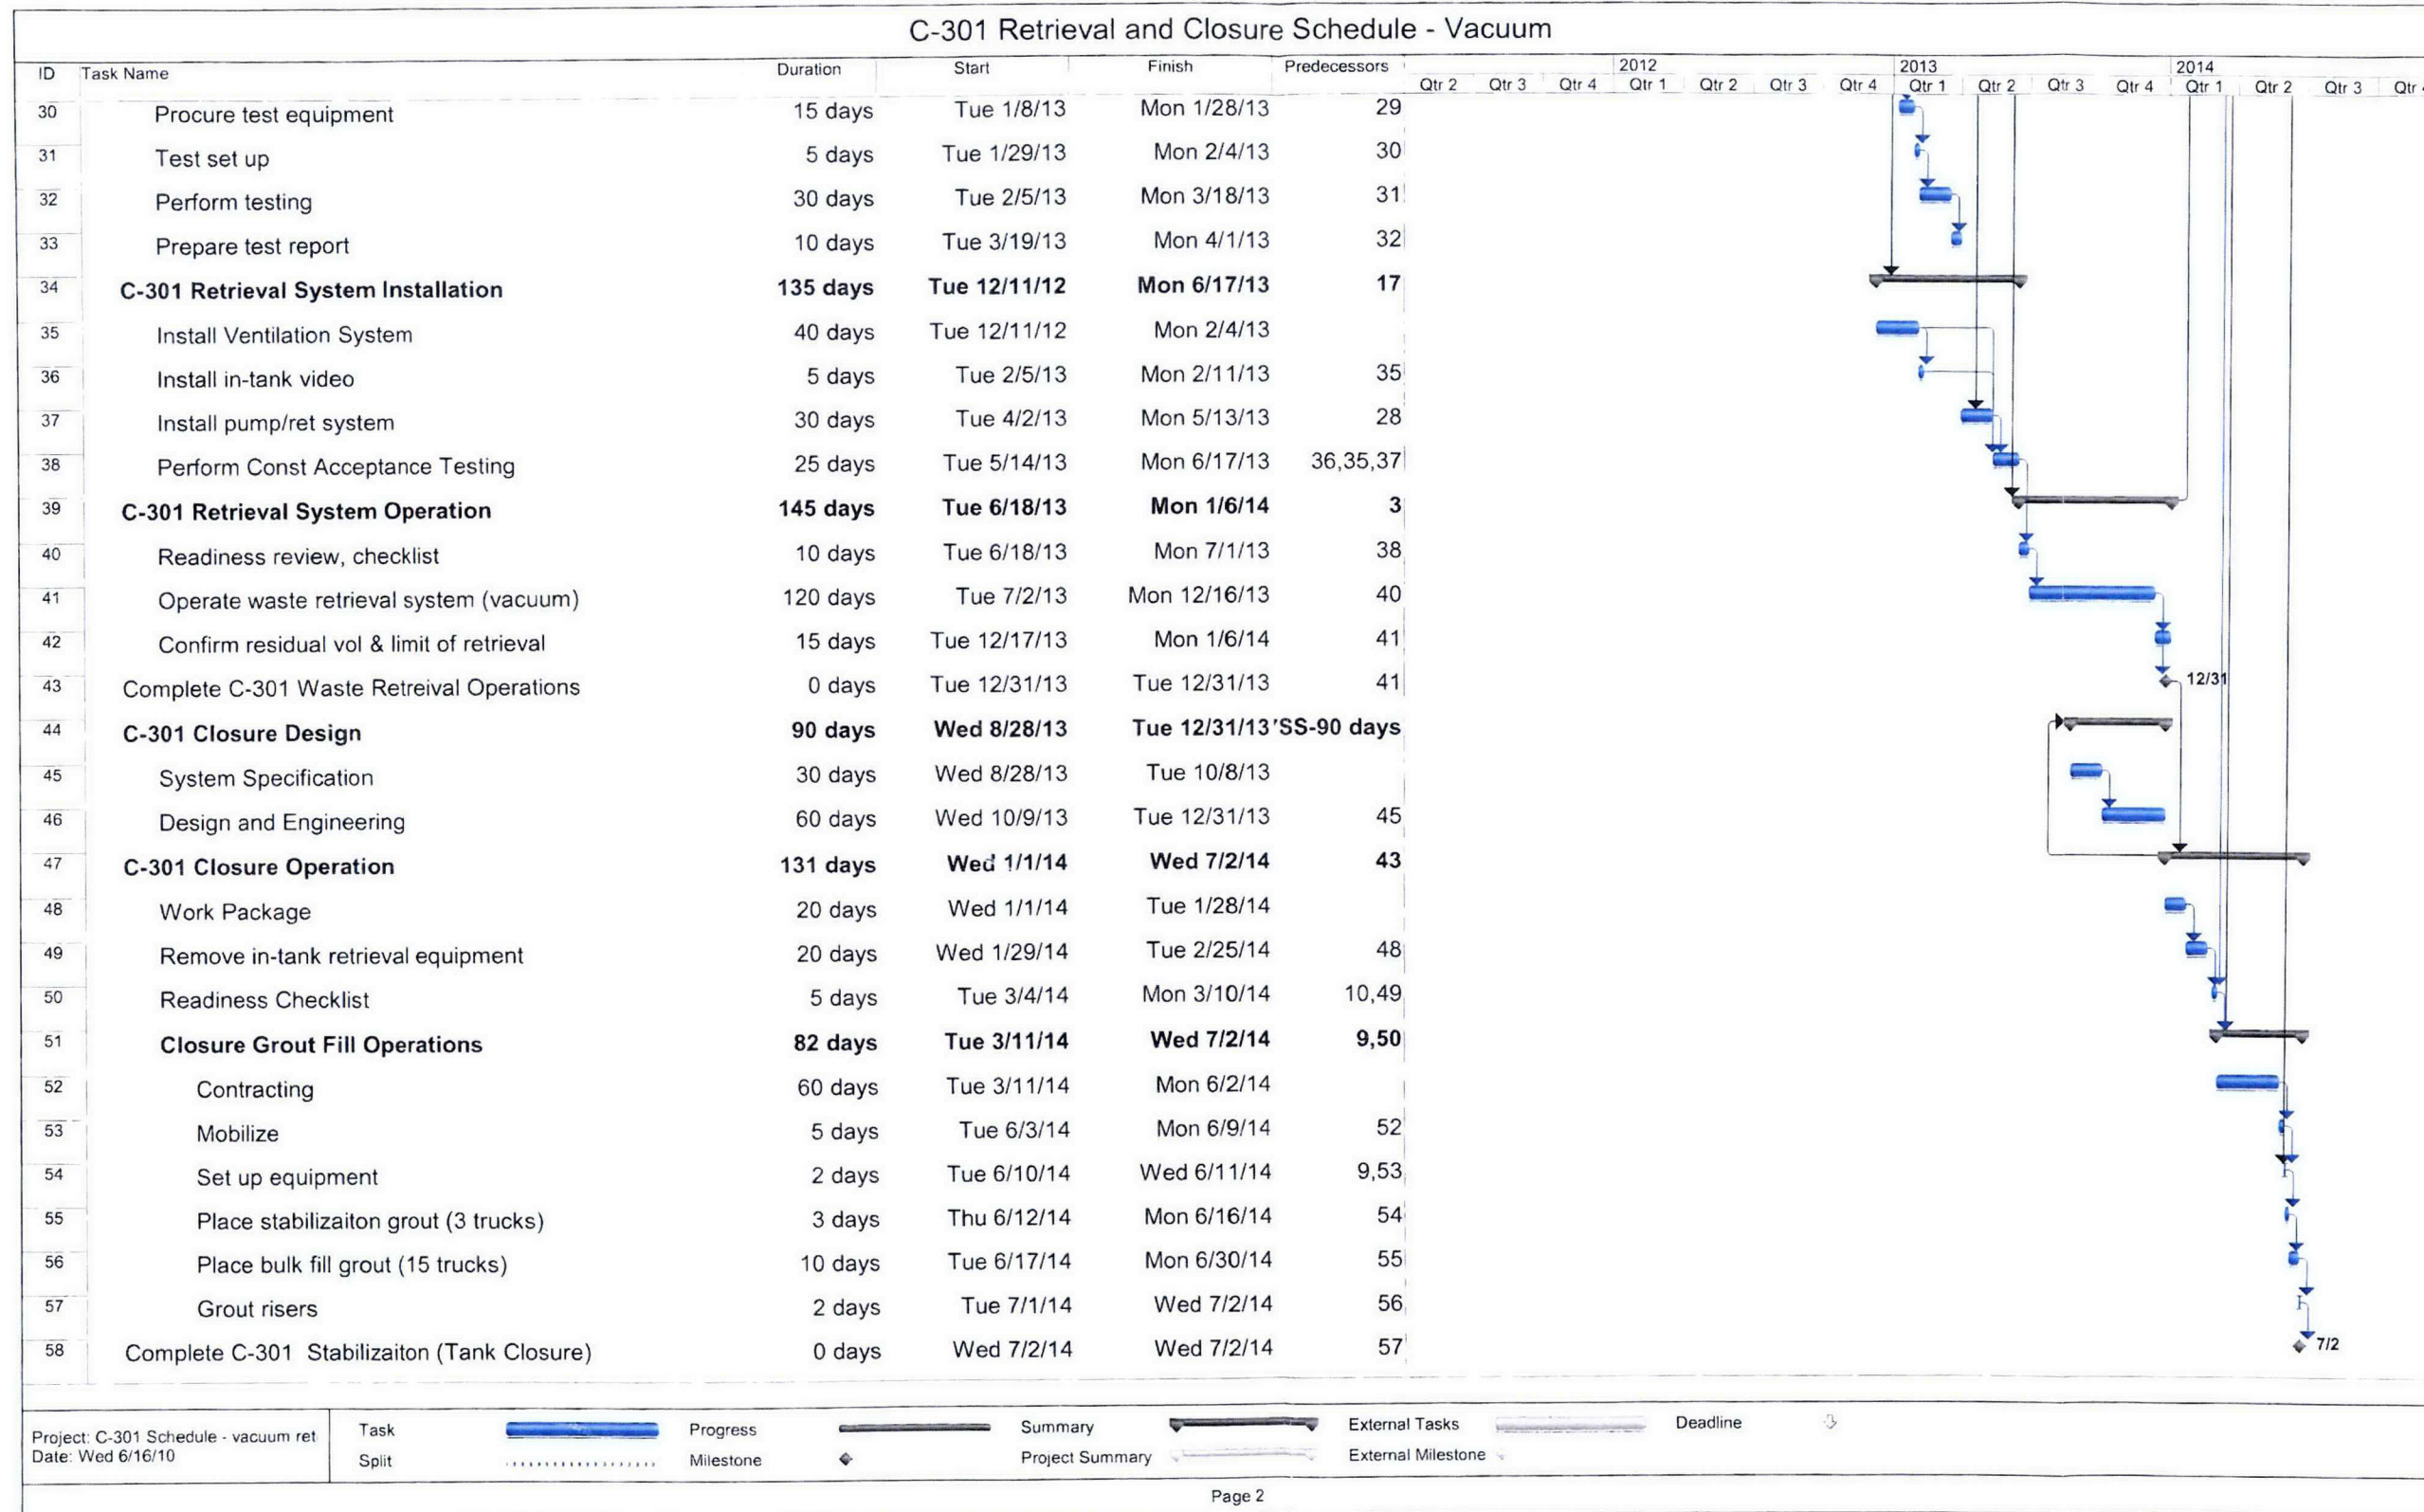 C-301 Retrieval and Closure Schedule - Vacuum
ID Task Name Duration Start Finish Predecessors 2012 2013 2014
Qtr 2 Qtr 3 Qtr 4 Qtr 1 Qtr 2 Qtr 3 Qtr 4 Qtr 1 Qtr 2 Qtr 3 Qtr 4 Qtr 1 Qtr 2 Qtr 3 Qtr
30 Procure test equipment 15 days Tue 1/8/13 Mon 1/28/13 29
31 Test set up 5 days Tue 1/29/13 Mon 2/4/13 30
32 Perform testing 30 days Tue 2/5/13 Mon 3/18/13 31
33 Prepare test report 10 days Tue 3/19/13 Mon 4/1/13 32
34 C-301 Retrieval System Installation 135 days Tue 12/11/12 Mon 6/17/13 17
35 Install Ventilation System 40 days Tue 12/11/12 Mon 2/4/13
36 Install in-tank video 5 days Tue 2/5/13 Mon 2/11/13 35
37 Install pump/ret system 30 days Tue 4/2/13 Mon 5/13/13 28
38 Perform Const Acceptance Testing 25 days Tue 5/14/13 Mon 6/17/13 36,35,37
39 C-301 Retrieval System Operation 145 days Tue 6/18/13 Mon 1/6/14 3
40 Readiness review, checklist 10 days Tue 6/18/13 Mon 7/1/13 38
41 Operate waste retrieval system (vacuum) 120 days Tue 7/2/13 Mon 12/16/13 40
42 Confirm residual vol & limit of retrieval 15 days Tue 12/17/13 Mon 1/6/14 41
43 Complete C-301 Waste Retreival Operations 0 days Tue 12/31/13 Tue 12/31/13 41 12/31
44 C-301 Closure Design 90 days Wed 8/28/13 Tue 12/31/13 'SS-90 days
45 System Specification 30 days Wed 8/28/13 Tue 10/8/13
46 Design and Engineering 60 days Wed 10/9/13 Tue 12/31/13 45
47 C-301 Closure Operation 131 days Wed 1/1/14 Wed 7/2/14 43
48 Work Package 20 days Wed 1/1/14 Tue 1/28/14
49 Remove in-tank retrieval equipment 20 days Wed 1/29/14 Tue 2/25/14 48
50 Readiness Checklist 5 days Tue 3/4/14 Mon 3/10/14 10,49
51 Closure Grout Fill Operations 82 days Tue 3/11/14 Wed 7/2/14 9,50
52 Contracting 60 days Tue 3/11/14 Mon 6/2/14
53 Mobilize 5 days Tue 6/3/14 Mon 6/9/14 52
54 Set up equipment 2 days Tue 6/10/14 Wed 6/11/14 9,53
55 Place stabilizaiton grout (3 trucks) 3 days Thu 6/12/14 Mon 6/16/14 54
56 Place bulk fill grout (15 trucks) 10 days Tue 6/17/14 Mon 6/30/14 55
57 Grout risers 2 days Tue 7/1/14 Wed 7/2/14 56
58 Complete C-301 Stabilizaiton (Tank Closure) 0 days Wed 7/2/14 Wed 7/2/14 57 7/2
Project: C-301 Schedule - vacuum ret
Date: Wed 6/16/10
Task Progress Summary External Tasks Deadline
Split Milestone Project Summary External Milestone
Page 2